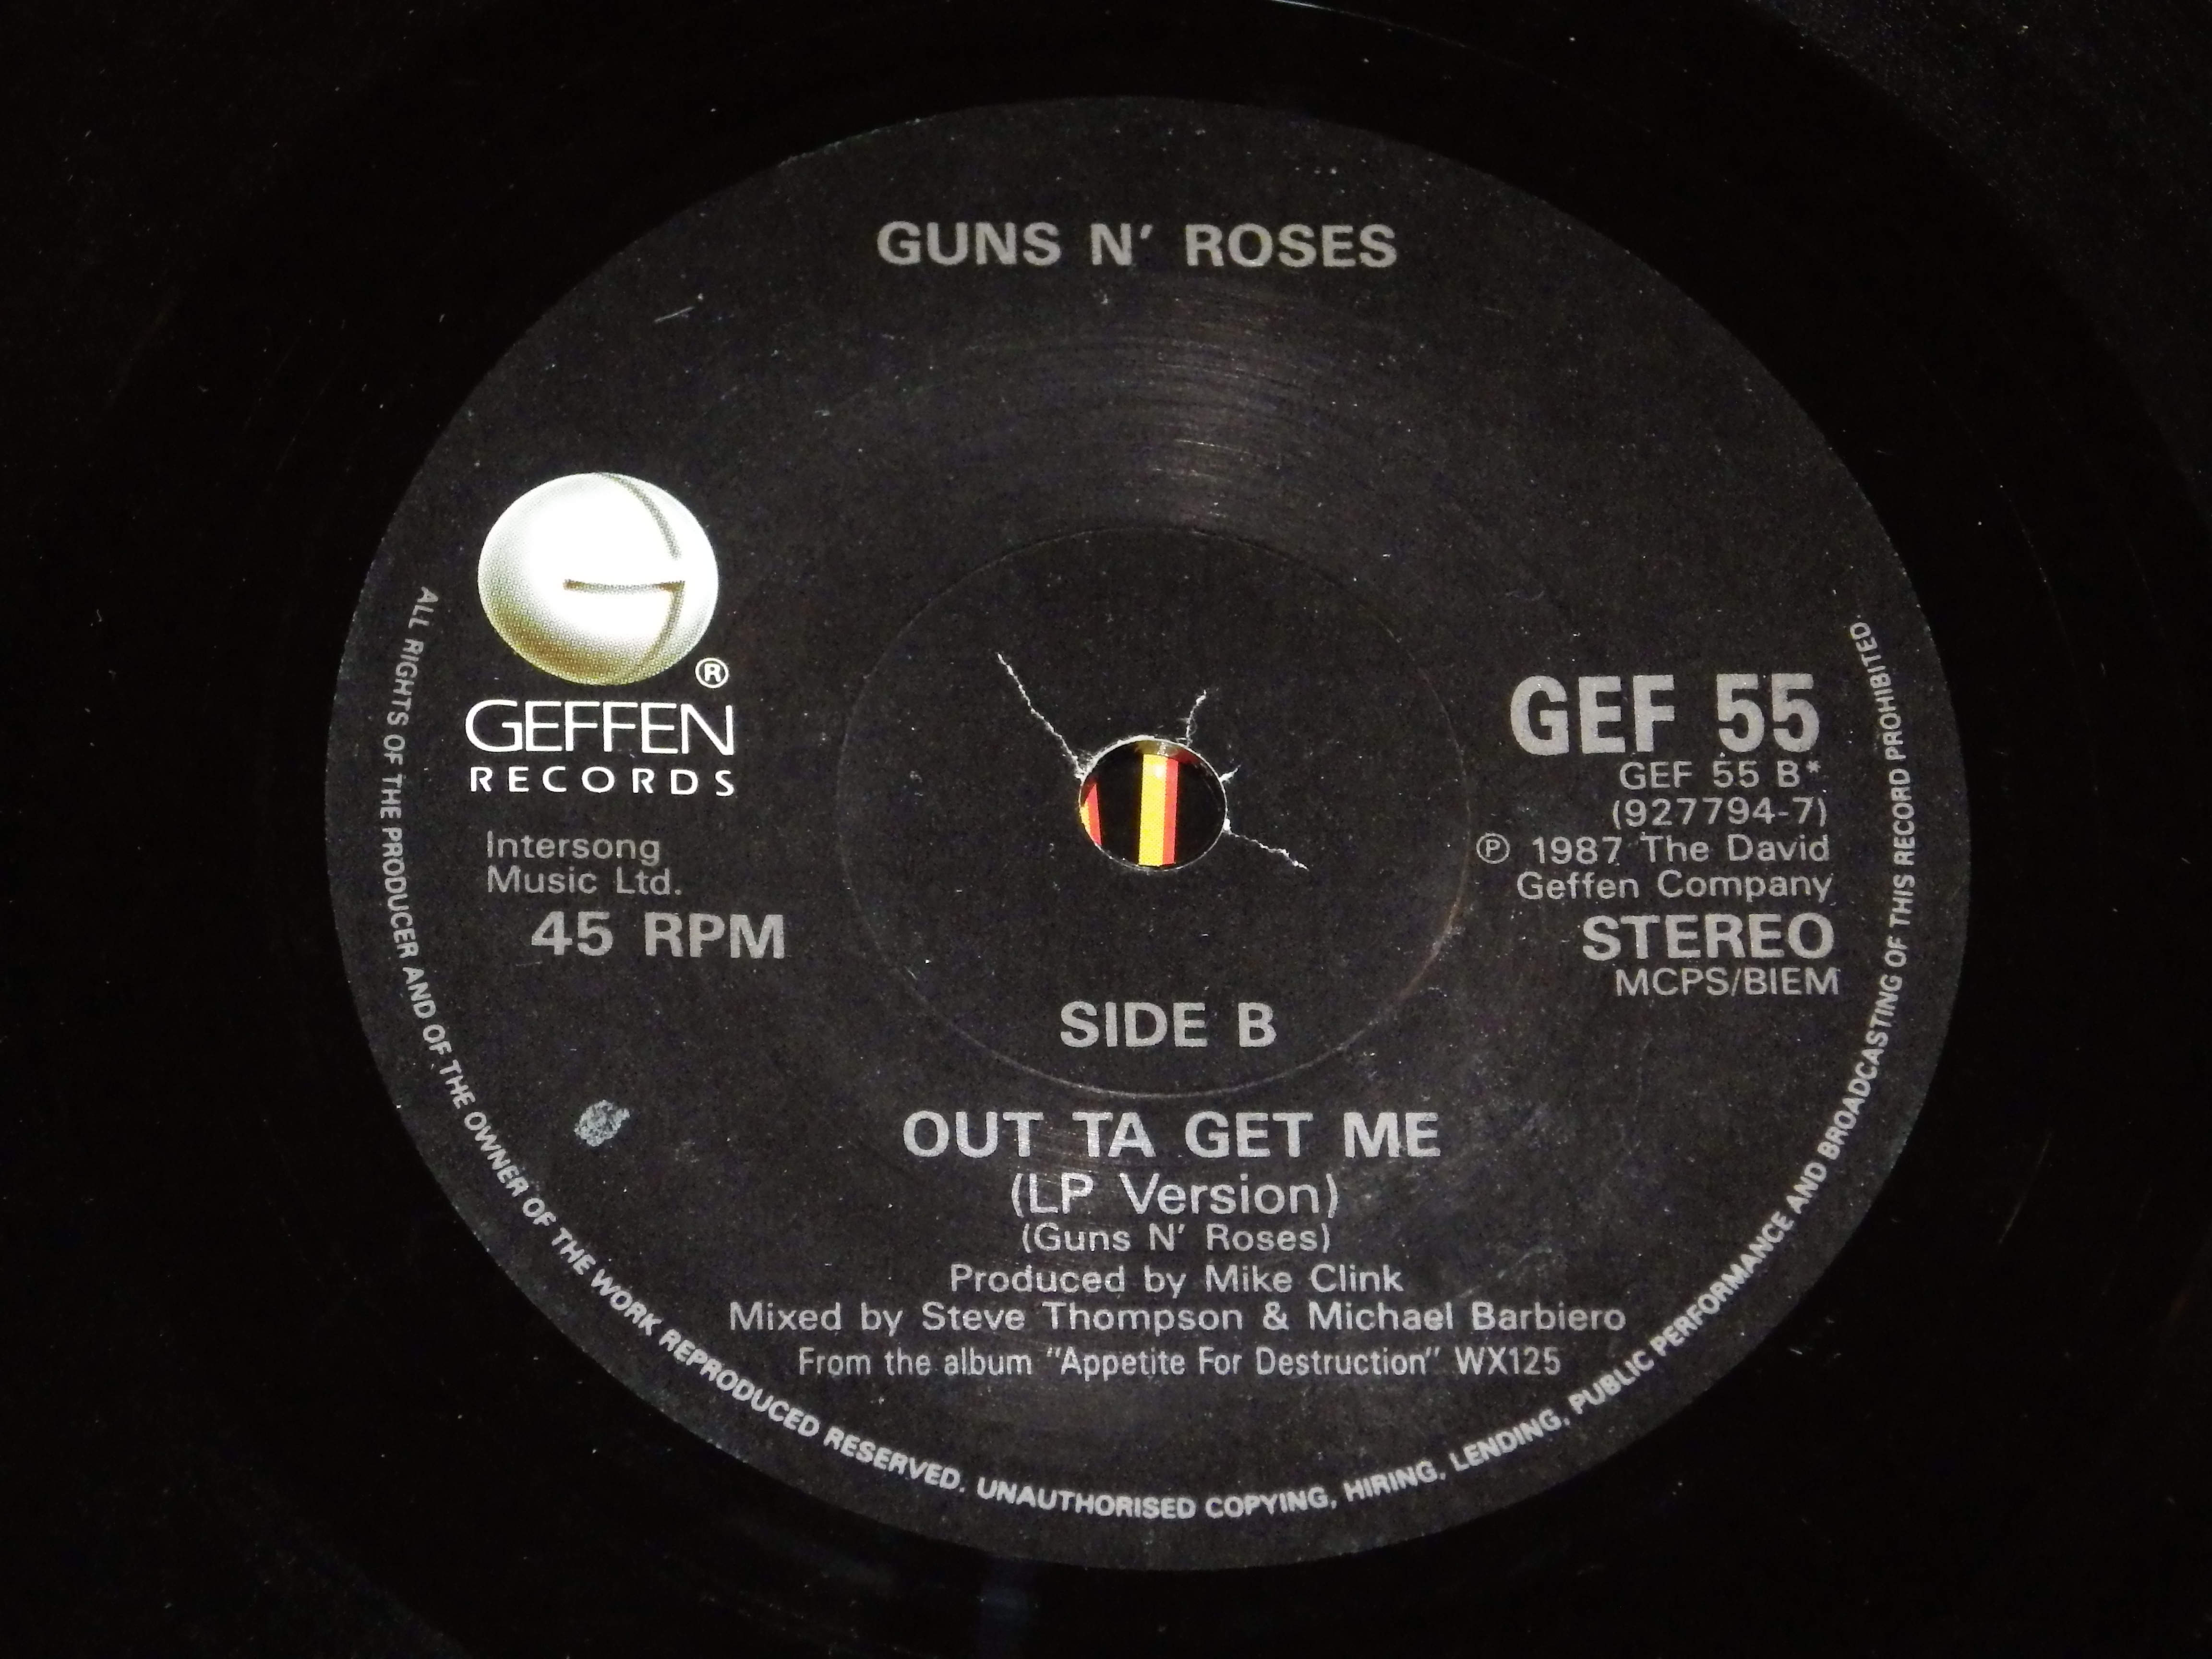 GUNS N' ROSES
®
GEFFEN
RECORDS
Intersong
Music Ltd.
45 RPM
GEF 55
GEF 55 B*
(927794-7)
℗ 1987 The David
Geffen Company
STEREO
MCPS/BIEM
SIDE B
OUT TA GET ME
(LP Version)
(Guns N' Roses)
Produced by Mike Clink
Mixed by Steve Thompson & Michael Barbiero
From the album "Appetite For Destruction" WX125
ALL RIGHTS OF THE PRODUCER AND OF THE OWNER OF THE WORK REPRODUCED RESERVED. UNAUTHORISED COPYING, HIRING, LENDING, PUBLIC PERFORMANCE AND BROADCASTING OF THIS RECORD PROHIBITED.